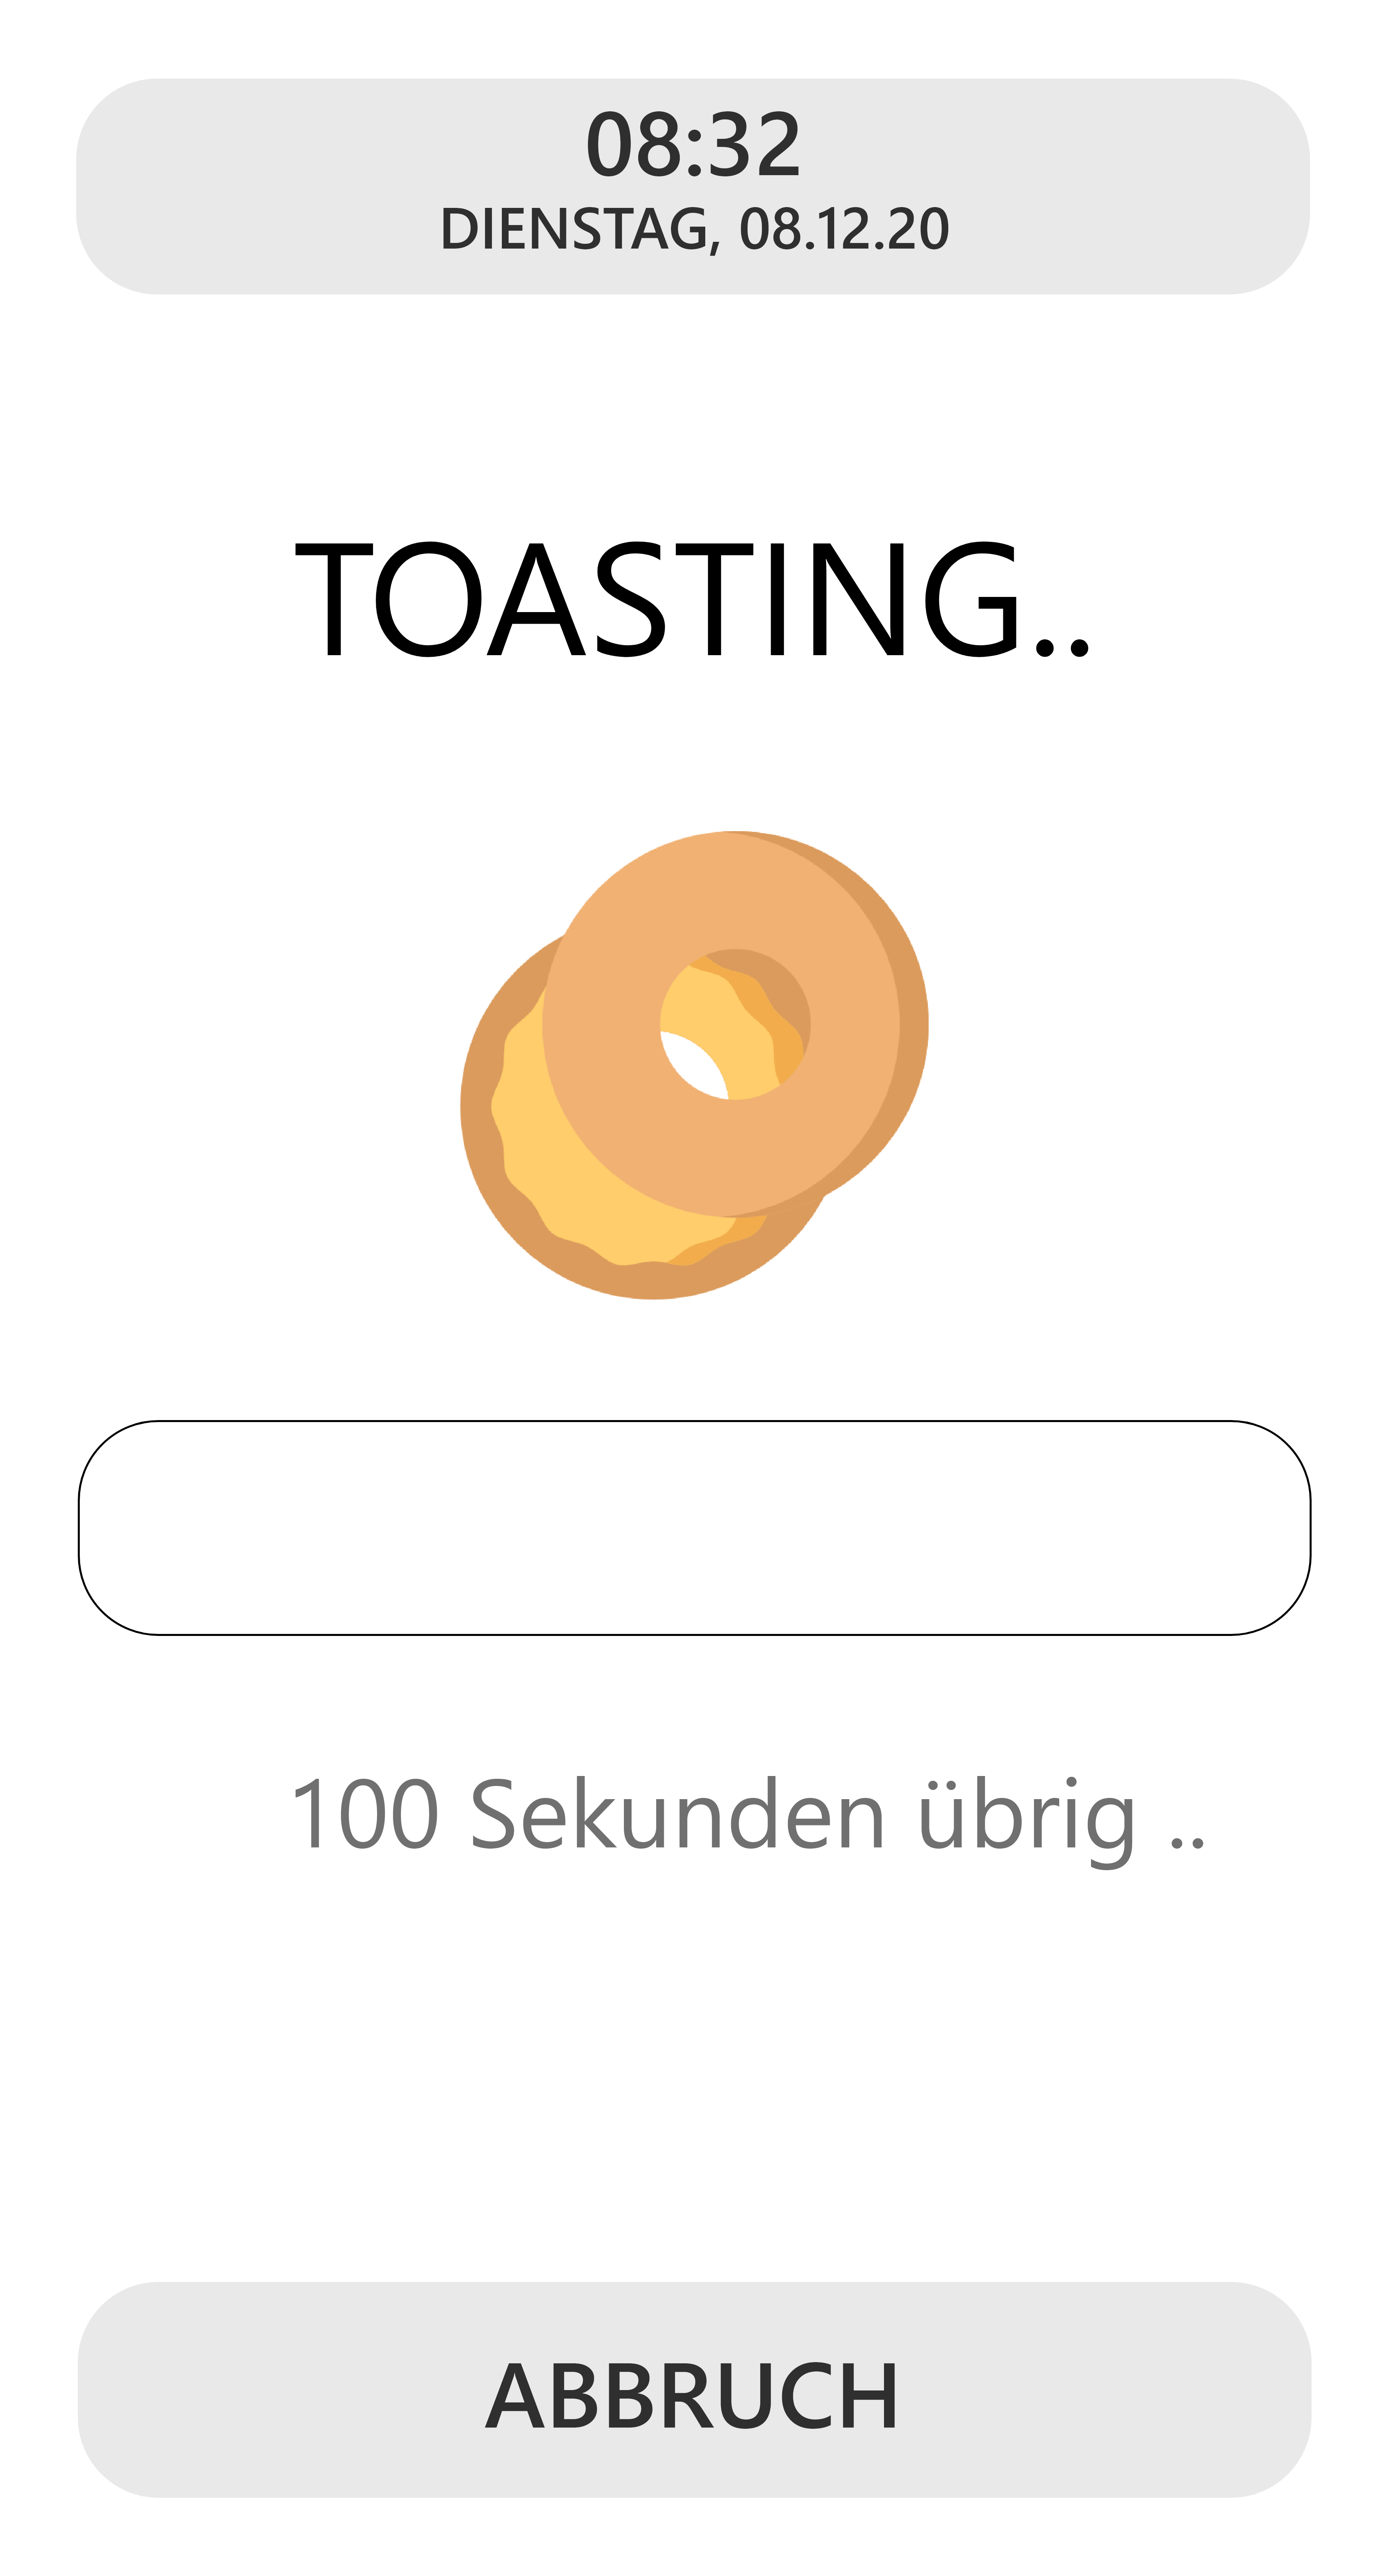 08:32
DIENSTAG, 08.12.20
TOASTING..
100 Sekunden übrig ..
ABBRUCH